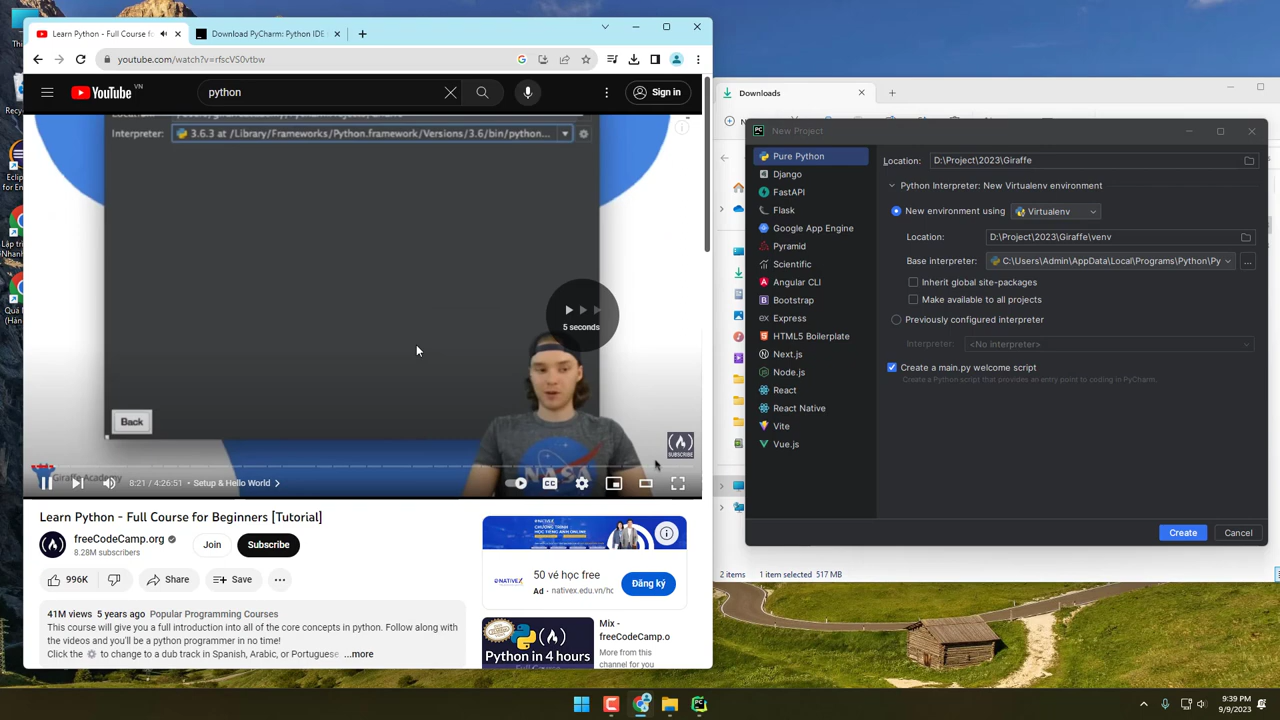 Learn Python - Full Course fo
Download PyCharm: Python IDE
youtube.com/watch?v=rfscVS0vtbw
YouTube VN
python
Sign in
Interpreter: 3.6.3 at /Library/Frameworks/Python.framework/Versions/3.6/bin/python...
5 seconds
Back
SUBSCRIBE
Giraffe Academy
8:21 / 4:26:51 • Setup & Hello World
CC
Learn Python - Full Course for Beginners [Tutorial]
freeCodeCamp.org
8.28M subscribers
Join
Subscribe
996K
Share
Save
41M views 5 years ago Popular Programming Courses
This course will give you a full introduction into all of the core concepts in python. Follow along
with the videos and you'll be a python programmer in no time!
Click the to change to a dub track in Spanish, Arabic, or Portuguese. ...more
50 vé học free
Ad · nativex.edu.vn/họ
Đăng ký
NATIVEX
Mix -
freeCodeCamp.o
More from this
channel for you
Python in 4 hours
Downloads
New Project
Pure Python
Django
FastAPI
Flask
Google App Engine
Pyramid
Scientific
Angular CLI
Bootstrap
Express
HTML5 Boilerplate
Next.js
Node.js
React
React Native
Vite
Vue.js
Location: D:\Project\2023\Giraffe
Python Interpreter: New Virtualenv environment
New environment using Virtualenv
Location: D:\Project\2023\Giraffe\venv
Base interpreter: C:\Users\Admin\AppData\Local\Programs\Python\Py
Inherit global site-packages
Make available to all projects
Previously configured interpreter
Interpreter: <No interpreter>
Create a main.py welcome script
Create a Python script that provides an entry point to coding in PyCharm.
Create
Cancel
2 items 1 item selected 517 MB
9:39 PM
9/9/2023